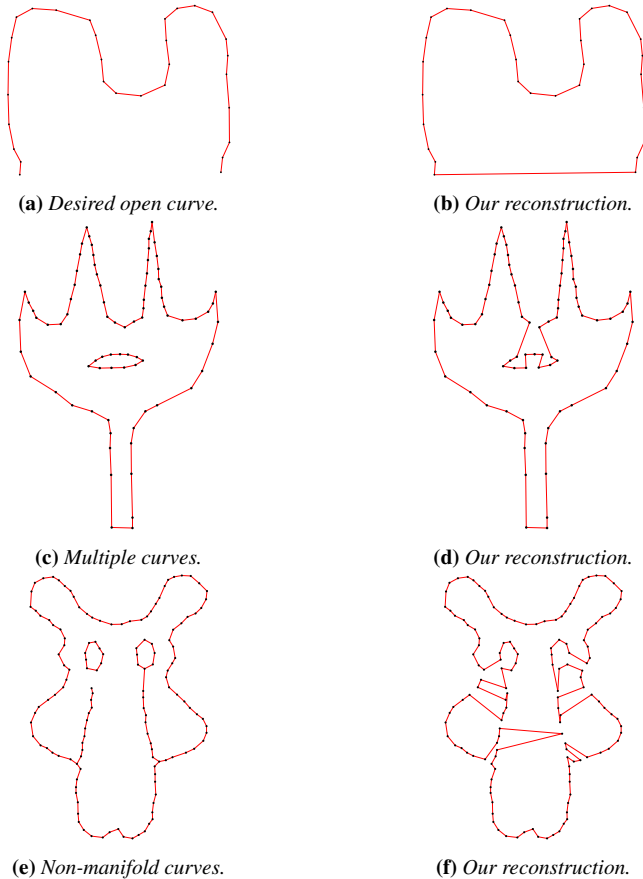 (a) Desired open curve.
(b) Our reconstruction.
(c) Multiple curves.
(d) Our reconstruction.
(e) Non-manifold curves.
(f) Our reconstruction.